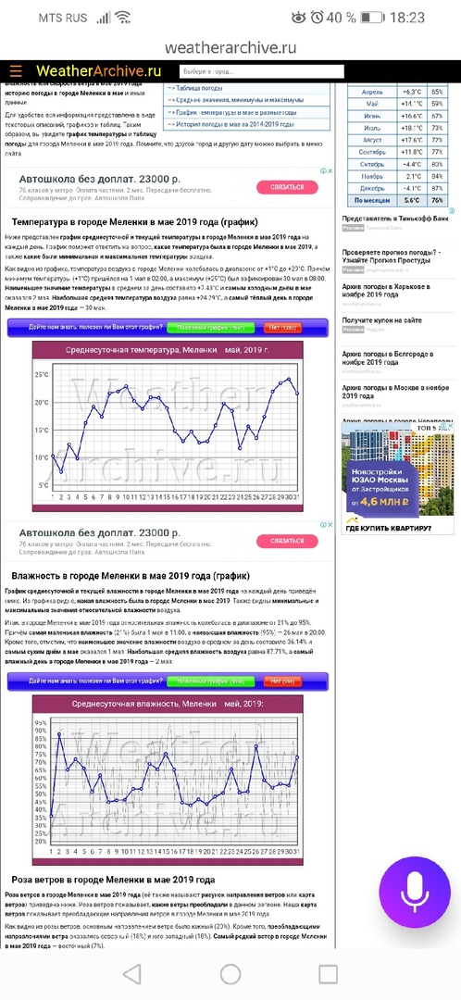 MTS RUS 40 % 18:23
weatherarchive.ru
WeatherArchive.ru
Выберите город...
историю погоды в городе Меленки в мае и иные
данные.
Для удобства вся информация представлена в виде
текстовых описаний, графиков и таблиц. Таким
образом, вы увидите график температуры и таблицу
погоды для города Меленки в мае 2019 года. Помните, что другой город и другую дату можно выбрать в меню
сайта.
=> Таблица погоды
=> Средние значения, минимумы и максимумы
=> График температуры в мае в разные годы
=> История погоды в мае за 2014-2019 годы
Апрель +6.3°C 65%
Май +14.1°C 59%
Июнь +16.6°C 67%
Июль +18.1°C 73%
Август +17.6°C 72%
Сентябрь +11.8°C 77%
Октябрь +4.4°C 80%
Ноябрь -2.1°C 84%
Декабрь -4.1°C 87%
По месяцам 5.6°C 76%
Автошкола без доплат. 23000 р.
76 классов у метро. Оплата частями. 2 мес. Передачи бесплатно.
Сопровождение до прав. Автошкола Папа
СВЯЗАТЬСЯ
Представитель в Тинькофф Банк
Реклама Тинькофф Банк
Проверяете прогноз погоды? -
Узнайте Прогноз Простуды
Реклама
Архив погоды в Харькове в
ноябре 2019 года
weatherarchive.ru
Получите купон на сайте
Реклама
Архив погоды в Белгороде в
ноябре 2019 года
weatherarchive.ru
Архив погоды в Москве в ноябре
2019 года
weatherarchive.ru
Архив погоды в городе Череповец
Температура в городе Меленки в мае 2019 года (график)
Ниже представлен график среднесуточной и текущей температуры в городе Меленки в мае 2019 года на
каждый день. График поможет ответить на вопрос, какая температура была в городе Меленки в мае 2019, а
также какие были минимальная и максимальная температуры воздуха.
Как видно из графика, температура воздуха в городе Меленки колебалась в диапазоне от +1°C до +29°C. Причём
минимум температуры (+1°C) пришёлся на 1 мая в 02:00, а максимум (+29°C) был зафиксирован 30 мая в 08:00.
Наименьшее значение температуры в среднем за день составило +7.43°C и самым холодным днём в мае
оказался 2 мая. Наибольшая средняя температура воздуха равна +24.29°C, а самый тёплый день в городе
Меленки в мае 2019 года — 30 мая.
Дайте нам знать, полезен ли Вам этот график?
Среднесуточная температура, Меленки май, 2019 г.
Weather
Archive.ru
25°C
20°C
15°C
10°C
5°C
1 2 3 4 5 6 7 8 9 10 11 12 13 14 15 16 17 18 19 20 21 22 23 24 25 26 27 28 29 30 31
ТОП 5
Новостройки
ЮЗАО Москвы
от Застройщиков
от 4,6 МЛН ₽
ГДЕ КУПИТЬ КВАРТИРУ?
Автошкола без доплат. 23000 р.
76 классов у метро. Оплата частями. 2 мес. Передачи бесплатно.
Сопровождение до прав. Автошкола Папа
СВЯЗАТЬСЯ
Влажность в городе Меленки в мае 2019 года (график)
График среднесуточной и текущей влажности в городе Меленки в мае 2019 года на каждый день приведён
ниже. Из графика видно, какая влажность была в городе Меленки в мае 2019. Также видны минимальные и
максимальные значения относительной влажности воздуха.
Итак, в городе Меленки в мае 2019 года относительная влажность колебалась в диапазоне от 21% до 95%.
Причём самая маленькая влажность (21%) была 1 мая в 11:00, а наивысшая влажность (95%) — 26 мая в 20:00.
Кроме того, отметим, что наименьшее значение влажности воздуха в среднем за день составило 36.14% и
самым сухим днём в мае оказался 1 мая. Наибольшая средняя влажность воздуха равна 87.71%, а самый
влажный день в городе Меленки в мае 2019 года — 2 мая.
Дайте нам знать, полезен ли Вам этот график?
Среднесуточная влажность, Меленки май, 2019:
Weather
Archive.ru
95%
90%
85%
80%
75%
70%
65%
60%
55%
50%
45%
40%
35%
30%
25%
20%
1 2 3 4 5 6 7 8 9 10 11 12 13 14 15 16 17 18 19 20 21 22 23 24 25 26 27 28 29 30 31
Роза ветров в городе Меленки в мае 2019 года
Роза ветров в городе Меленки в мае 2019 года (её также называют рисунок направления ветров или карта
ветров) приведена ниже. Роза ветров показывает, какие ветры преобладали в данном регионе. Наша карта
ветров показывает преобладающие направления ветров в городе Меленки в мае 2019 года.
Как видно из розы ветров, основным направлением ветра было южный (20%). Кроме того, преобладающими
направлениями ветра оказались северный (18%) и юго западный (18%). Самый редкий ветер в городе Меленки
в мае 2019 года — восточный (7%).